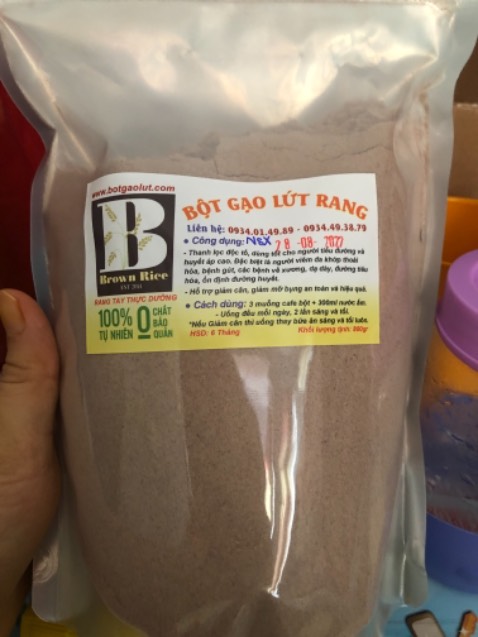 www.botgaolut.com
B
Brown Rice
RANG TAY THỰC DƯỠNG
100% TỰ NHIÊN
0 CHẤT BẢO QUẢN
BỘT GẠO LỨT RANG
Liên hệ: 0934.01.49.89 - 0934.49.38.79
• Công dụng: NSX 28 -08- 2022
- Thanh lọc độc tố, dùng tốt cho người tiểu đường và
huyết áp cao. Đặc biệt là người viêm đa khớp thoái
hóa, bệnh gút, các bệnh về xương, dạ dày, đường tiêu
hóa, ổn định đường huyết.
- Hỗ trợ giảm cân, giảm mỡ bụng an toàn và hiệu quả.
• Cách dùng: 3 muỗng cafe bột + 300ml nước ấm.
- Uống đều mỗi ngày, 2 lần sáng và tối.
*Nếu Giảm cân thì uống thay bữa ăn sáng và tối luôn.
HSD: 6 Tháng
Khối lượng tịnh: